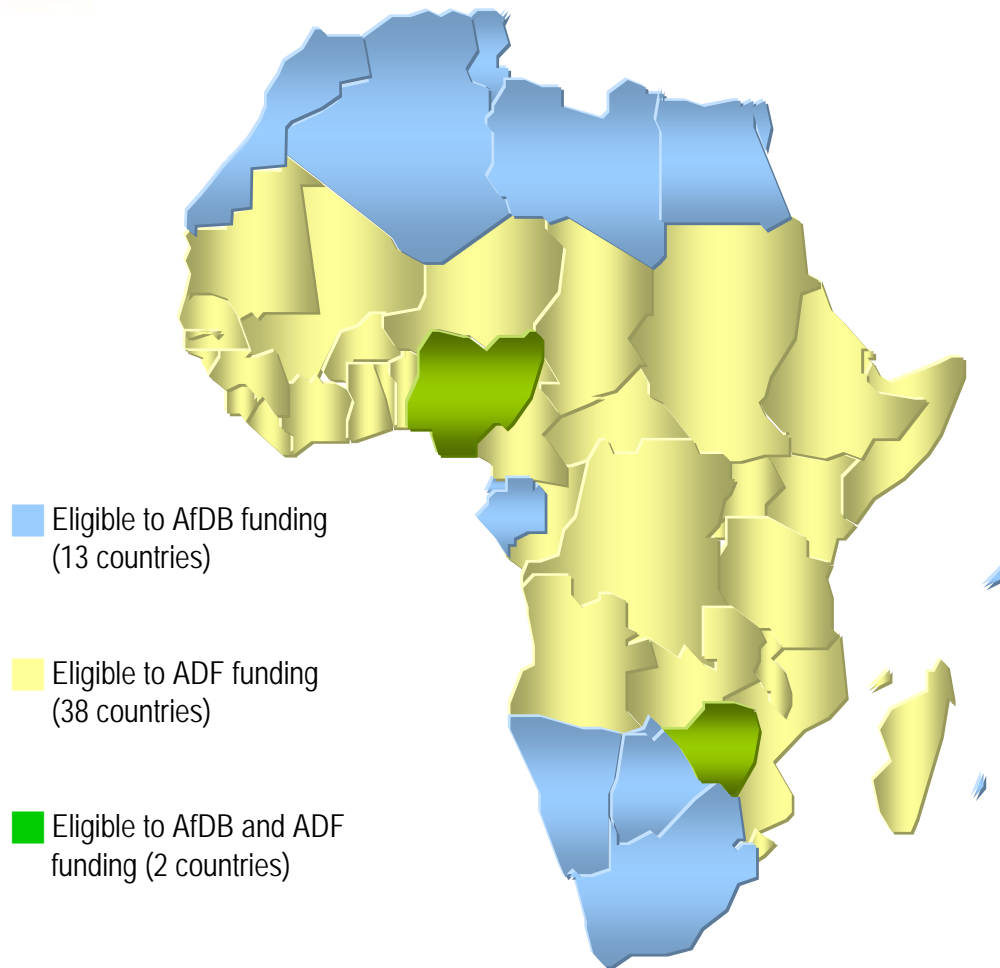 Eligible to AfDB funding
(13 countries)
Eligible to ADF funding
(38 countries)
Eligible to AfDB and ADF
funding (2 countries)